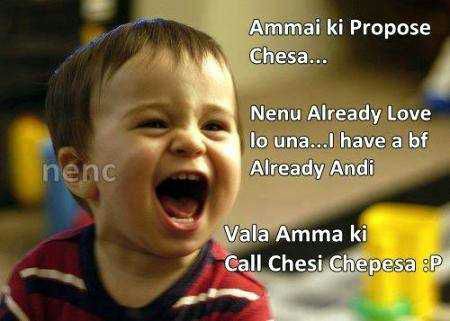 Ammai ki Propose
Chesa...
Nenu Already Love
lo una...I have a bf
Already Andi
nenc
Vala Amma ki
Call Chesi Chepesa :P